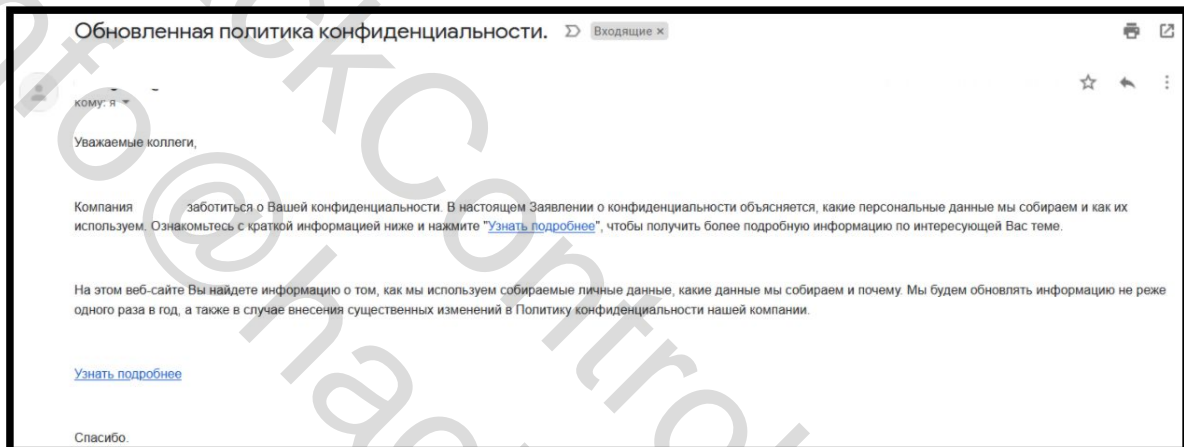 Обновленная политика конфиденциальности. Входящие ×
кому: я
Уважаемые коллеги,
Компания заботиться о Вашей конфиденциальности. В настоящем Заявлении о конфиденциальности объясняется, какие персональные данные мы собираем и как их
используем. Ознакомьтесь с краткой информацией ниже и нажмите "Узнать подробнее", чтобы получить более подробную информацию по интересующей Вас теме.
На этом веб-сайте Вы найдете информацию о том, как мы используем собираемые личные данные, какие данные мы собираем и почему. Мы будем обновлять информацию не реже
одного раза в год, а также в случае внесения существенных изменений в Политику конфиденциальности нашей компании.
Узнать подробнее
Спасибо.